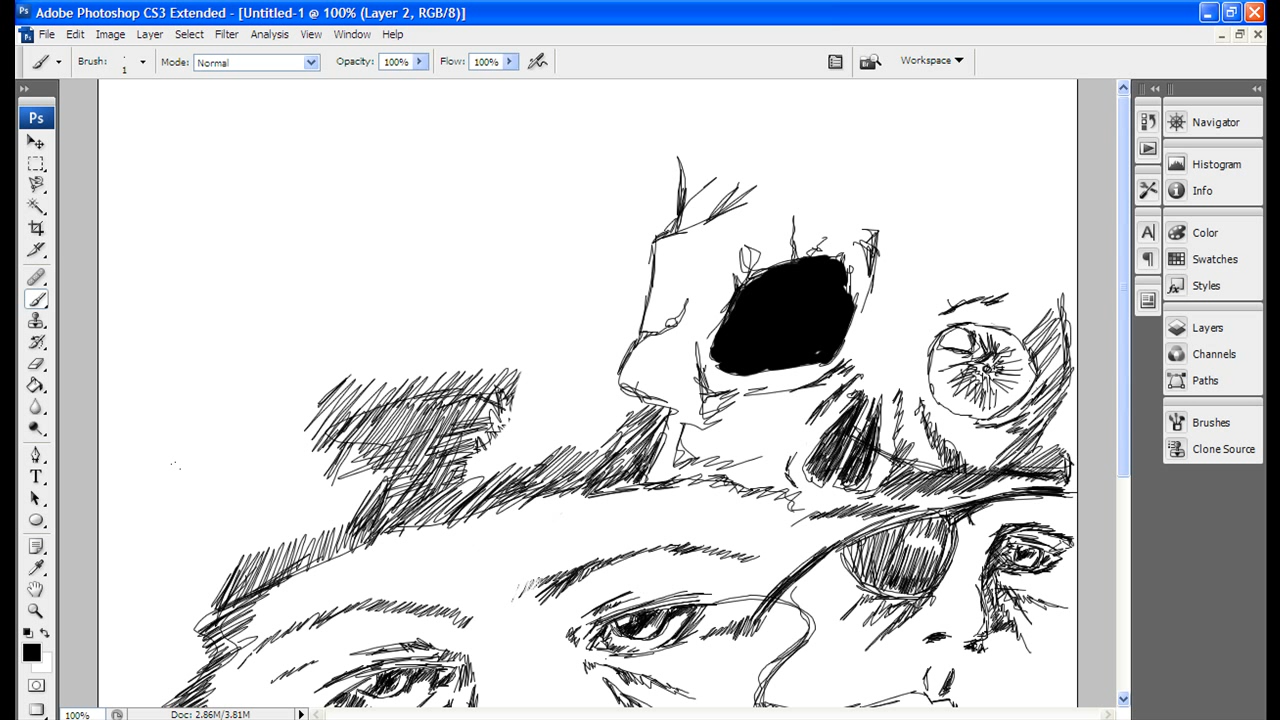 Ps Adobe Photoshop CS3 Extended - [Untitled-1 @ 100% (Layer 2, RGB/8)]
Ps File Edit Image Layer Select Filter Analysis View Window Help
Brush: 1 Mode: Normal Opacity: 100% Flow: 100% Workspace
Ps
Navigator
Histogram
Info
Color
Swatches
Styles
Layers
Channels
Paths
Brushes
Clone Source
A
T
100% Doc: 2.86M/3.81M